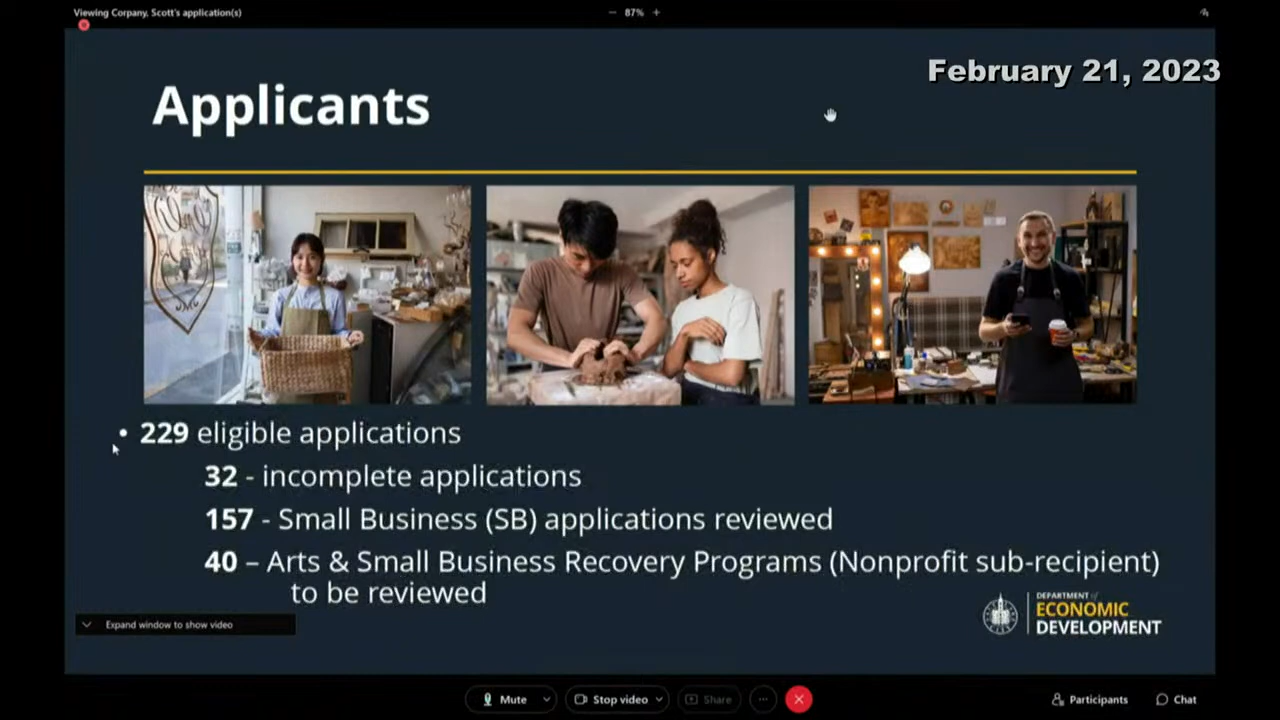 Viewing Corpany, Scott's application(s)
87%
February 21, 2023
Applicants
• 229 eligible applications
32 - incomplete applications
157 - Small Business (SB) applications reviewed
40 – Arts & Small Business Recovery Programs (Nonprofit sub-recipient)
to be reviewed
DEPARTMENT of
ECONOMIC
DEVELOPMENT
Expand window to show video
Mute
Stop video
Share
Participants
Chat